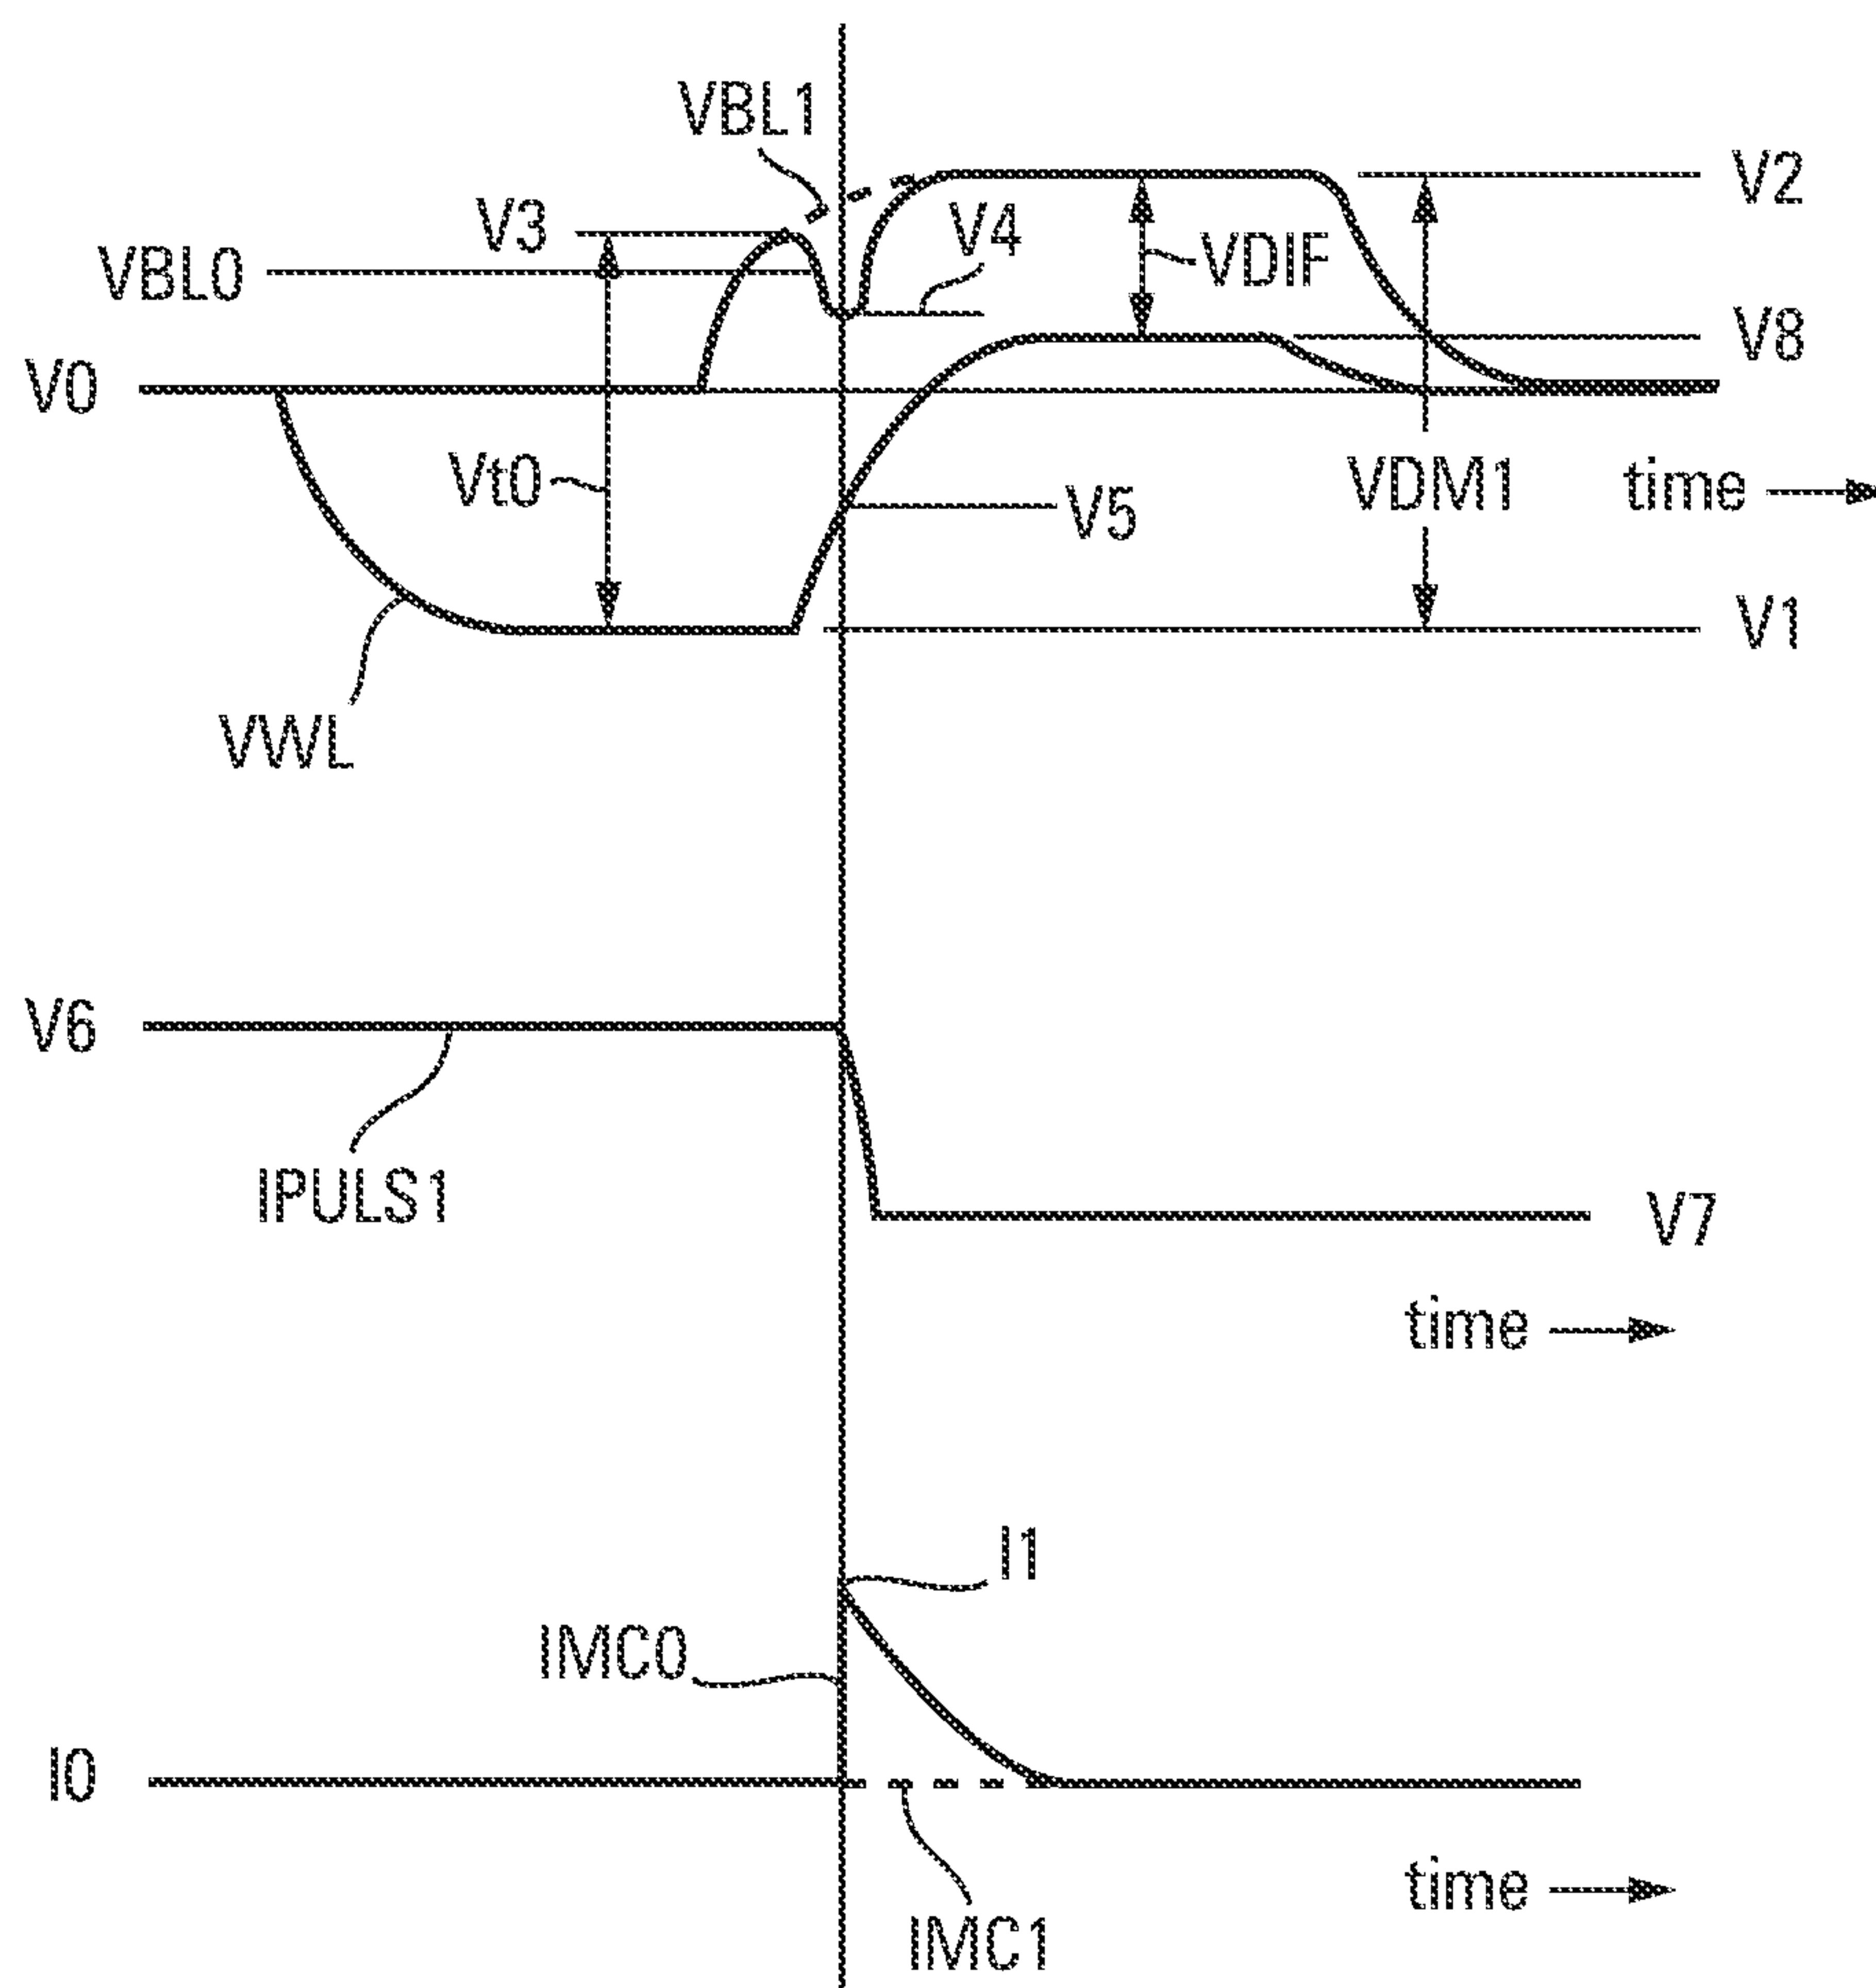 VBL1
V2
V3
V4
VBL0
VDIF
V8
V0
Vt0
VDM1
time
V5
V1
VWL
V6
IPULS1
V7
time
I1
IMC0
I0
time
IMC1